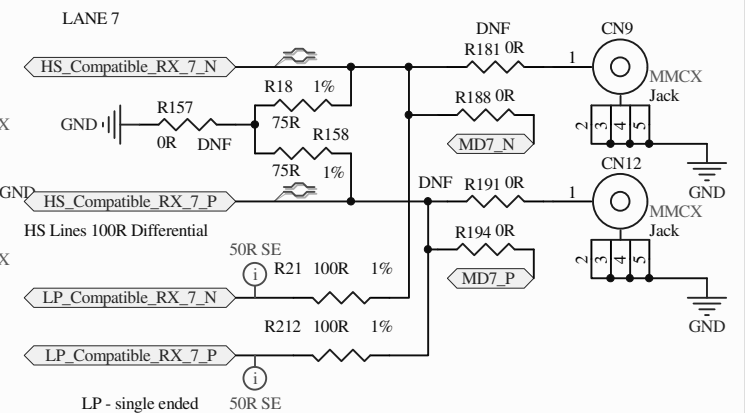 LANE 7
DNF
CN9
HS_Compatible_RX_7_N
R181 0R
1
MMCX
Jack
R18 1%
75R
R188 0R
R157
GND
0R DNF
R158
75R 1%
MD7_N
2 3 4 5
X
GND
CN12
GND
HS_Compatible_RX_7_P
DNF
R191 0R
1
MMCX
Jack
HS Lines 100R Differential
R194 0R
50R SE
i
X
R21 100R 1%
MD7_P
2 3 4 5
LP_Compatible_RX_7_N
GND
R212 100R 1%
LP_Compatible_RX_7_P
i
LP - single ended
50R SE